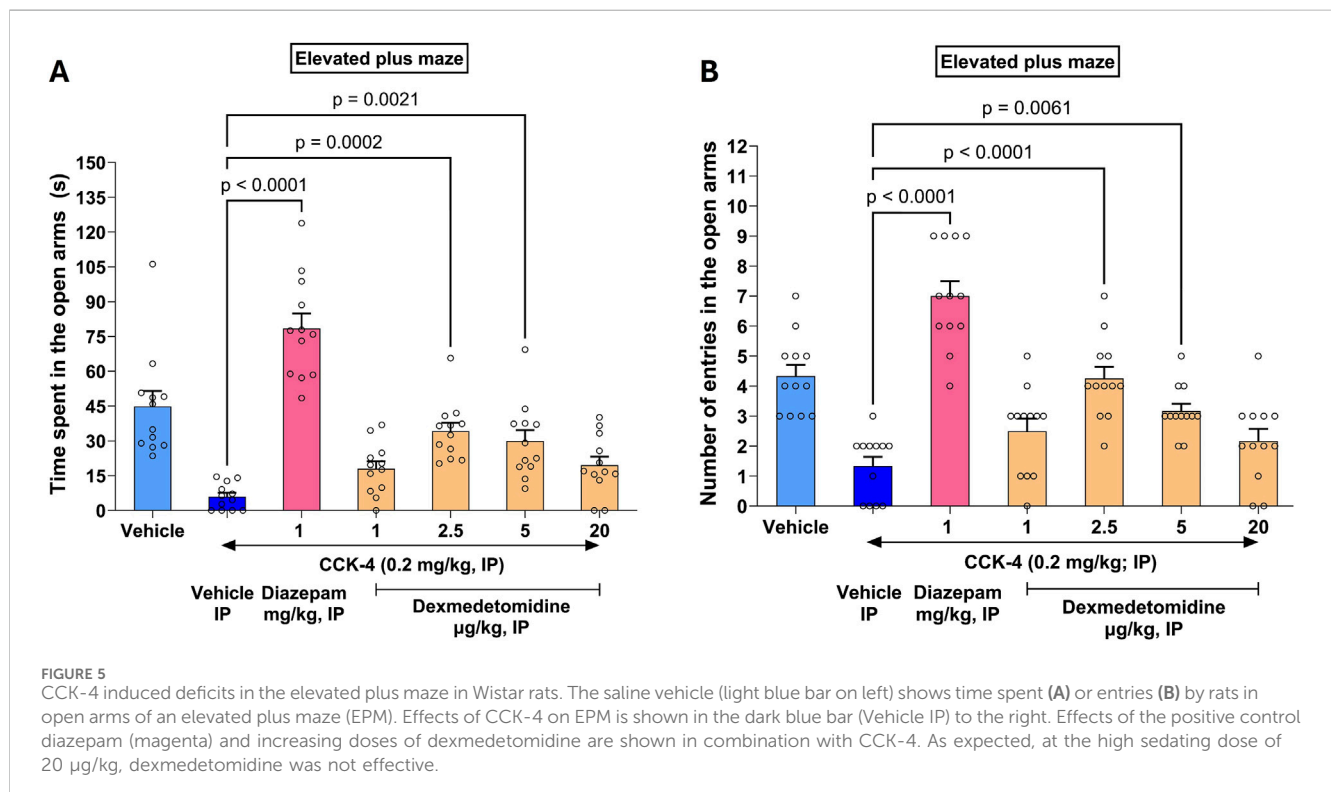 A
Elevated plus maze
p = 0.0021
p = 0.0002
p < 0.0001
Time spent in the open arms (s)
150
135
120
105
90
75
60
45
30
15
0
Vehicle
1
1
2.5
5
20
CCK-4 (0.2 mg/kg, IP)
Vehicle
IP
Diazepam
mg/kg, IP
Dexmedetomidine
µg/kg, IP
B
Elevated plus maze
p = 0.0061
p < 0.0001
p < 0.0001
Number of entries in the open arms
12
11
10
9
8
7
6
5
4
3
2
1
0
Vehicle
1
1
2.5
5
20
CCK-4 (0.2 mg/kg; IP)
Vehicle
IP
Diazepam
mg/kg, IP
Dexmedetomidine
µg/kg, IP
FIGURE 5
CCK-4 induced deficits in the elevated plus maze in Wistar rats. The saline vehicle (light blue bar on left) shows time spent (A) or entries (B) by rats in
open arms of an elevated plus maze (EPM). Effects of CCK-4 on EPM is shown in the dark blue bar (Vehicle IP) to the right. Effects of the positive control
diazepam (magenta) and increasing doses of dexmedetomidine are shown in combination with CCK-4. As expected, at the high sedating dose of
20 µg/kg, dexmedetomidine was not effective.